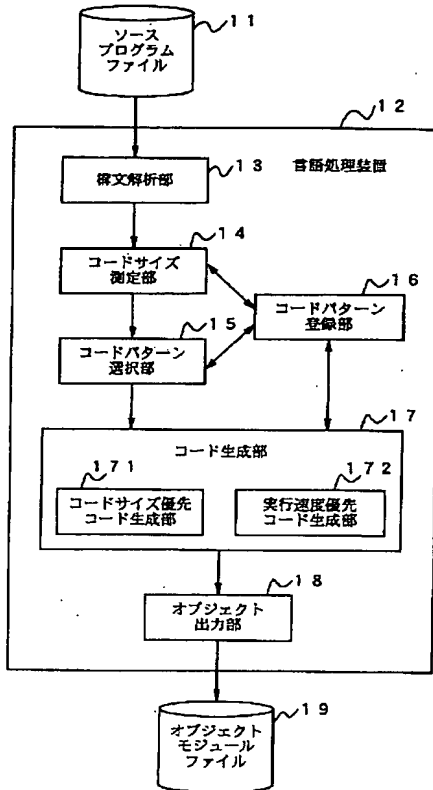 11
ソース
プログラム
ファイル
12
13
言語処理装置
構文解析部
14
コードサイズ
測定部
16
コードパターン
登録部
15
コードパターン
選択部
17
コード生成部
171
172
コードサイズ優先
コード生成部
実行速度優先
コード生成部
18
オブジェクト
出力部
19
オブジェクト
モジュール
ファイル